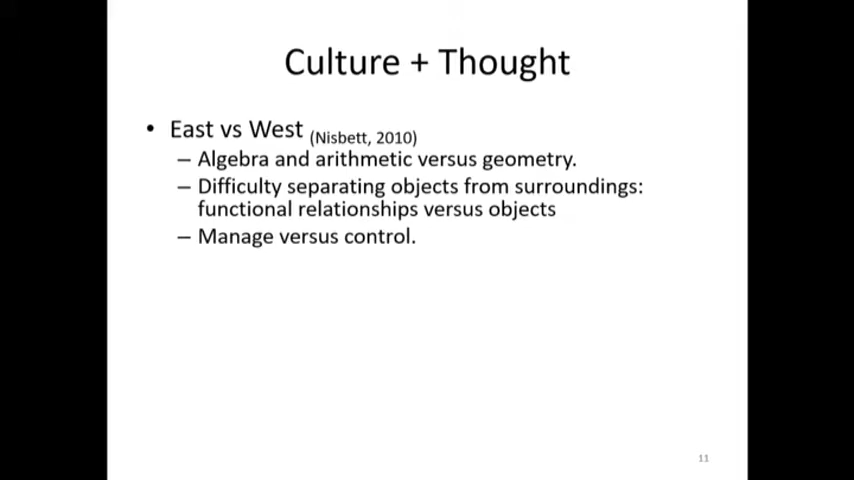 Culture + Thought
• East vs West (Nisbett, 2010)
– Algebra and arithmetic versus geometry.
– Difficulty separating objects from surroundings:
functional relationships versus objects
– Manage versus control.
11